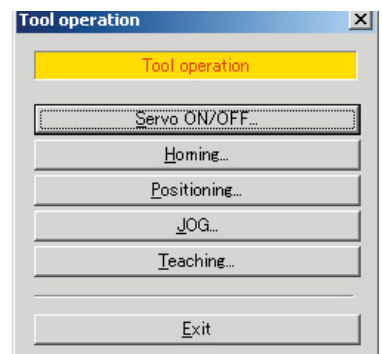 Tool operation
Tool operation
Servo ON/OFF...
Homing...
Positioning...
JOG...
Teaching...
Exit